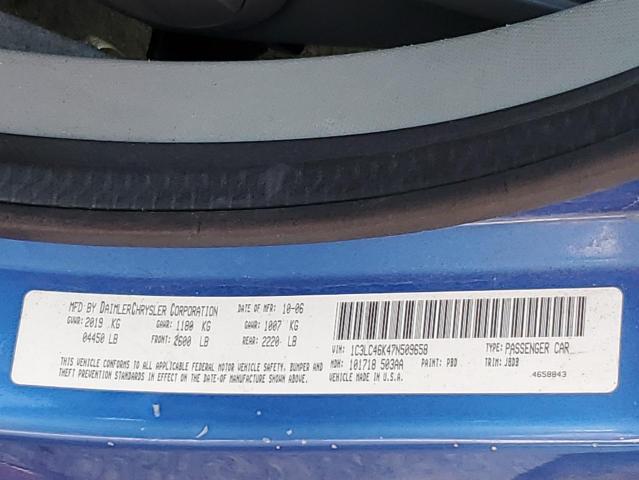 MFD BY DAIMLERCHRYSLER CORPORATION DATE OF MFR: 10-06
GVWR: 2019 KG GAWR: 1180 KG GAWR: 1007 KG
04450 LB FRONT: 2600 LB REAR: 2220 LB
THIS VEHICLE CONFORMS TO ALL APPLICABLE FEDERAL MOTOR VEHICLE SAFETY, BUMPER AND
THEFT PREVENTION STANDARDS IN EFFECT ON THE DATE OF MANUFACTURE SHOWN ABOVE.
VIN: 1C3LC46K47N509658 TYPE: PASSENGER CAR
MDH: 101718 503AA PAINT: PBD TRIM: JBDB
MADE IN U.S.A. 4658843